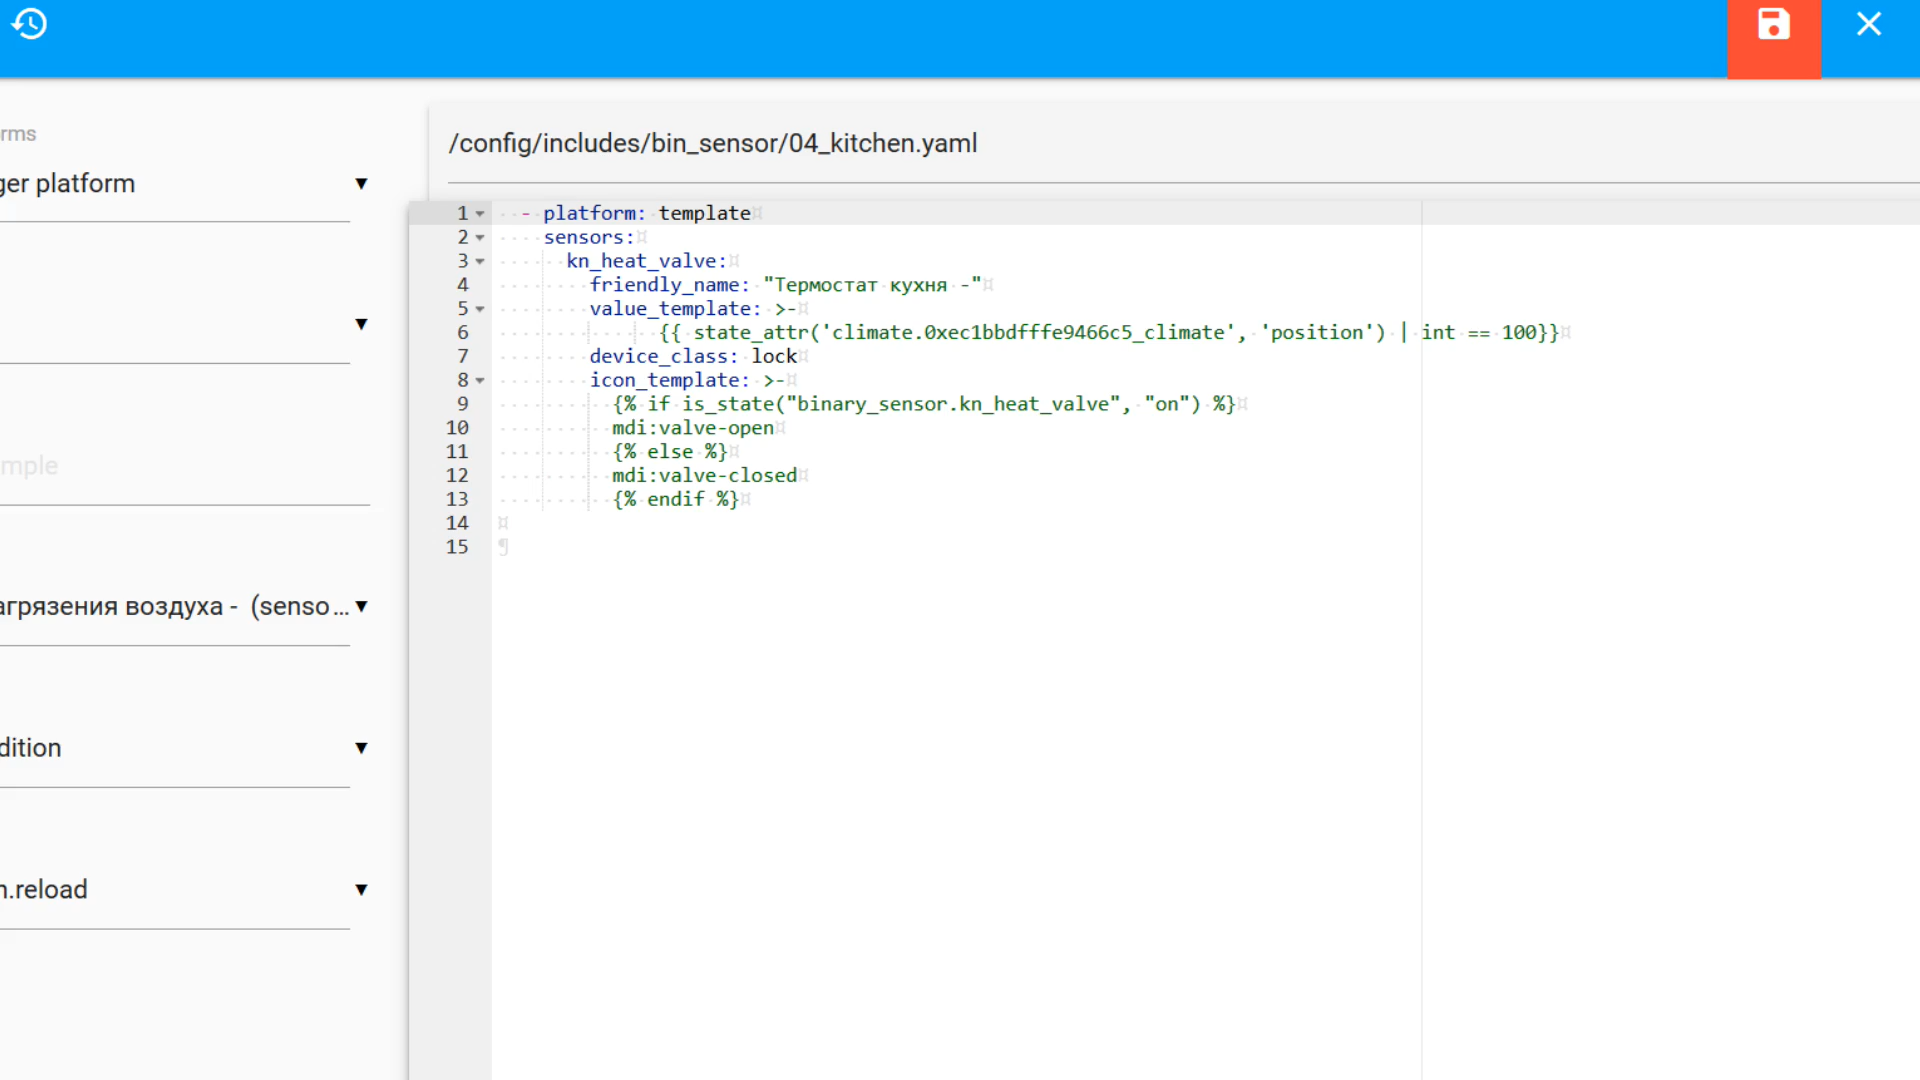 rms
ger platform
mple
агрязения воздуха - (senso...
dition
n.reload
/config/includes/bin_sensor/04_kitchen.yaml
1 - platform: template
2 sensors:
3 kn_heat_valve:
4 friendly_name: "Термостат кухня -"
5 value_template: >-
6 {{ state_attr('climate.0xec1bbdfffe9466c5_climate', 'position') | int == 100}}
7 device_class: lock
8 icon_template: >-
9 {% if is_state("binary_sensor.kn_heat_valve", "on") %}
10 mdi:valve-open
11 {% else %}
12 mdi:valve-closed
13 {% endif %}
14
15